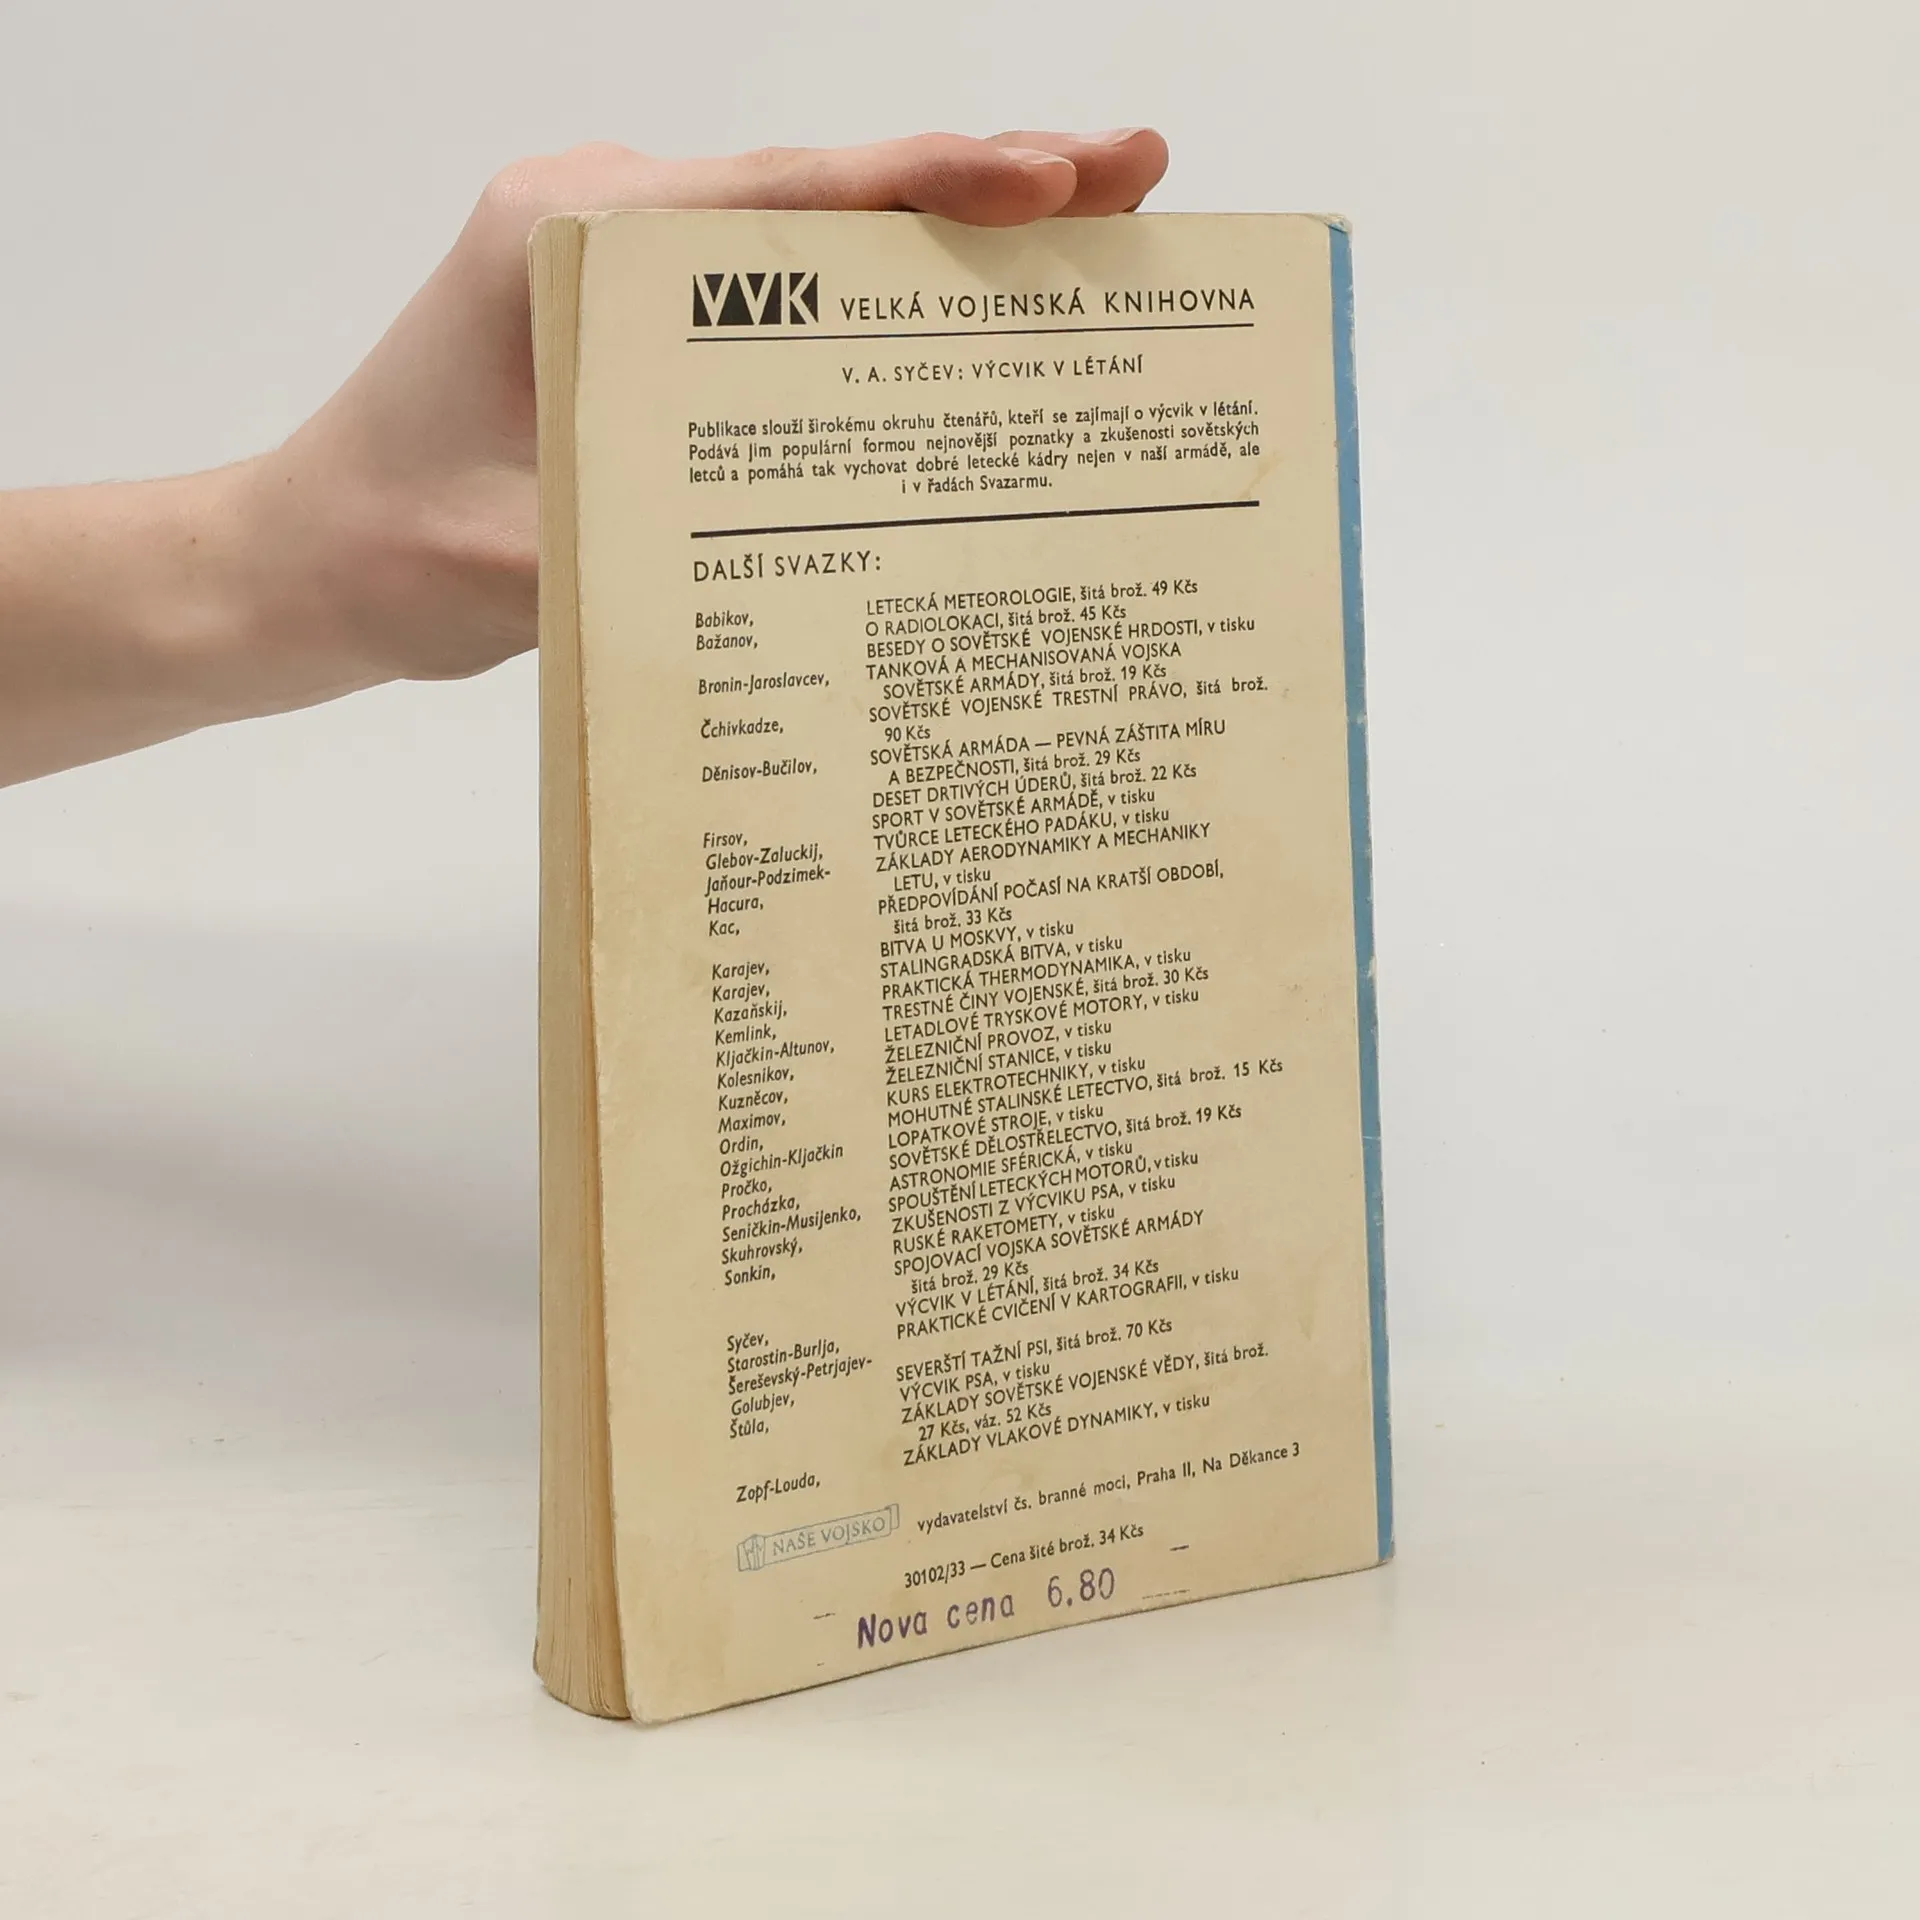 VVK VELKÁ VOJENSKÁ KNIHOVNA
V. A. SYČEV: VÝCVIK V LÉTÁNÍ
Publikace slouží širokému okruhu čtenářů, kteří se zajímají o výcvik v létání.
Podává jim populární formou nejnovější poznatky a zkušenosti sovětských
letců a pomáhá tak vychovat dobré letecké kádry nejen v naší armádě, ale
i v řadách Svazarmu.
DALŠÍ SVAZKY:
Babikov, LETECKÁ METEOROLOGIE, šitá brož. 49 Kčs
Bažanov, O RADIOLOKACI, šitá brož. 45 Kčs
BESEDY O SOVĚTSKÉ VOJENSKÉ HRDOSTI, v tisku
Bronin-Jaroslavcev, TANKOVÁ A MECHANISOVANÁ VOJSKA
SOVĚTSKÉ ARMÁDY, šitá brož. 19 Kčs
Čchivkadze, SOVĚTSKÉ VOJENSKÉ TRESTNÍ PRÁVO, šitá brož.
90 Kčs
Děnisov-Bučilov, SOVĚTSKÁ ARMÁDA — PEVNÁ ZÁŠTITA MÍRU
A BEZPEČNOSTI, šitá brož. 29 Kčs
DESET DRTIVÝCH ÚDERŮ, šitá brož. 22 Kčs
Firsov, SPORT V SOVĚTSKÉ ARMÁDĚ, v tisku
Glebov-Zaluckij, TVŮRCE LETECKÉHO PADÁKU, v tisku
Jaňour-Podzimek- ZÁKLADY AERODYNAMIKY A MECHANIKY
Hacura, LETU, v tisku
Kac, PŘEDPOVÍDÁNÍ POČASÍ NA KRATŠÍ OBDOBÍ,
šitá brož. 33 Kčs
Karajev, BITVA U MOSKVY, v tisku
Karajev, STALINGRADSKÁ BITVA, v tisku
Kazaňskij, PRAKTICKÁ THERMODYNAMIKA, v tisku
Kemlink, TRESTNÉ ČINY VOJENSKÉ, šitá brož. 30 Kčs
Kljačkin-Altunov, LETADLOVÉ TRYSKOVÉ MOTORY, v tisku
Kolesnikov, ŽELEZNIČNÍ PROVOZ, v tisku
Kuzněcov, ŽELEZNIČNÍ STANICE, v tisku
Maximov, KURS ELEKTROTECHNIKY, v tisku
Ordin, MOHUTNÉ STALINSKÉ LETECTVO, šitá brož. 15 Kčs
Ožgichin-Kljačkin LOPATKOVÉ STROJE, v tisku
Pročko, SOVĚTSKÉ DĚLOSTŘELECTVO, šitá brož. 19 Kčs
Procházka, ASTRONOMIE SFÉRICKÁ, v tisku
Seničkin-Musijenko, SPOUŠTĚNÍ LETECKÝCH MOTORŮ, v tisku
Skuhrovský, ZKUŠENOSTI Z VÝCVIKU PSA, v tisku
Sonkin, RUSKÉ RAKETOMETY, v tisku
SPOJOVACÍ VOJSKA SOVĚTSKÉ ARMÁDY
šitá brož. 29 Kčs
Syčev, VÝCVIK V LÉTÁNÍ, šitá brož. 34 Kčs
Starostin-Burlja, PRAKTICKÉ CVIČENÍ V KARTOGRAFII, v tisku
Šereševský-Petrjajev-
Golubjev, SEVERŠTÍ TAŽNÍ PSI, šitá brož. 70 Kčs
Štůla, VÝCVIK PSA, v tisku
ZÁKLADY SOVĚTSKÉ VOJENSKÉ VĚDY, šitá brož.
27 Kčs, váz. 52 Kčs
Zopf-Louda, ZÁKLADY VLAKOVÉ DYNAMIKY, v tisku
NAŠE VOJSKO vydavatelství čs. branné moci, Praha II, Na Děkance 3
30102/33 — Cena šité brož. 34 Kčs
Nova cena 6.80